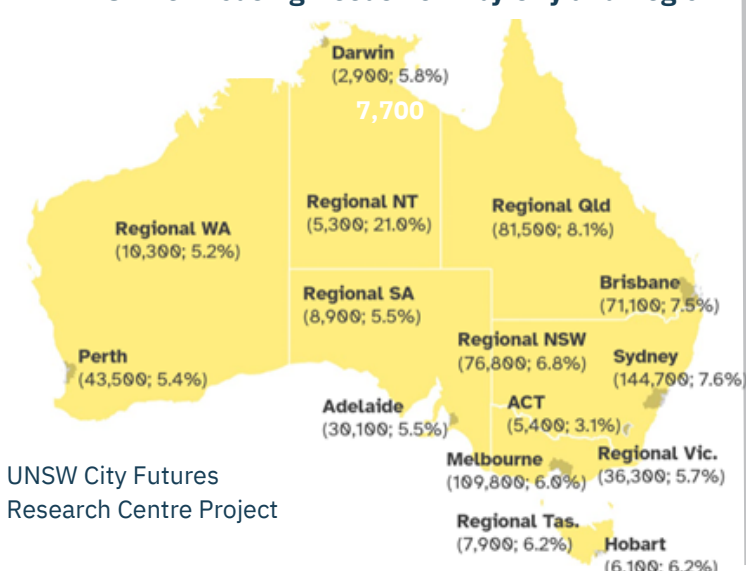 Darwin
(2,900; 5.8%)
7,700
Regional NT
(5,300; 21.0%)
Regional Qld
(81,500; 8.1%)
Regional WA
(10,300; 5.2%)
Brisbane
(71,100; 7.5%)
Regional SA
(8,900; 5.5%)
Regional NSW
(76,800; 6.8%)
Sydney
(144,700; 7.6%)
Perth
(43,500; 5.4%)
Adelaide
(30,100; 5.5%)
ACT
(5,400; 3.1%)
Melbourne
(109,800; 6.0%)
Regional Vic.
(36,300; 5.7%)
UNSW City Futures
Research Centre Project
Regional Tas.
(7,900; 6.2%)
Hobart
(6,100; 6.2%)